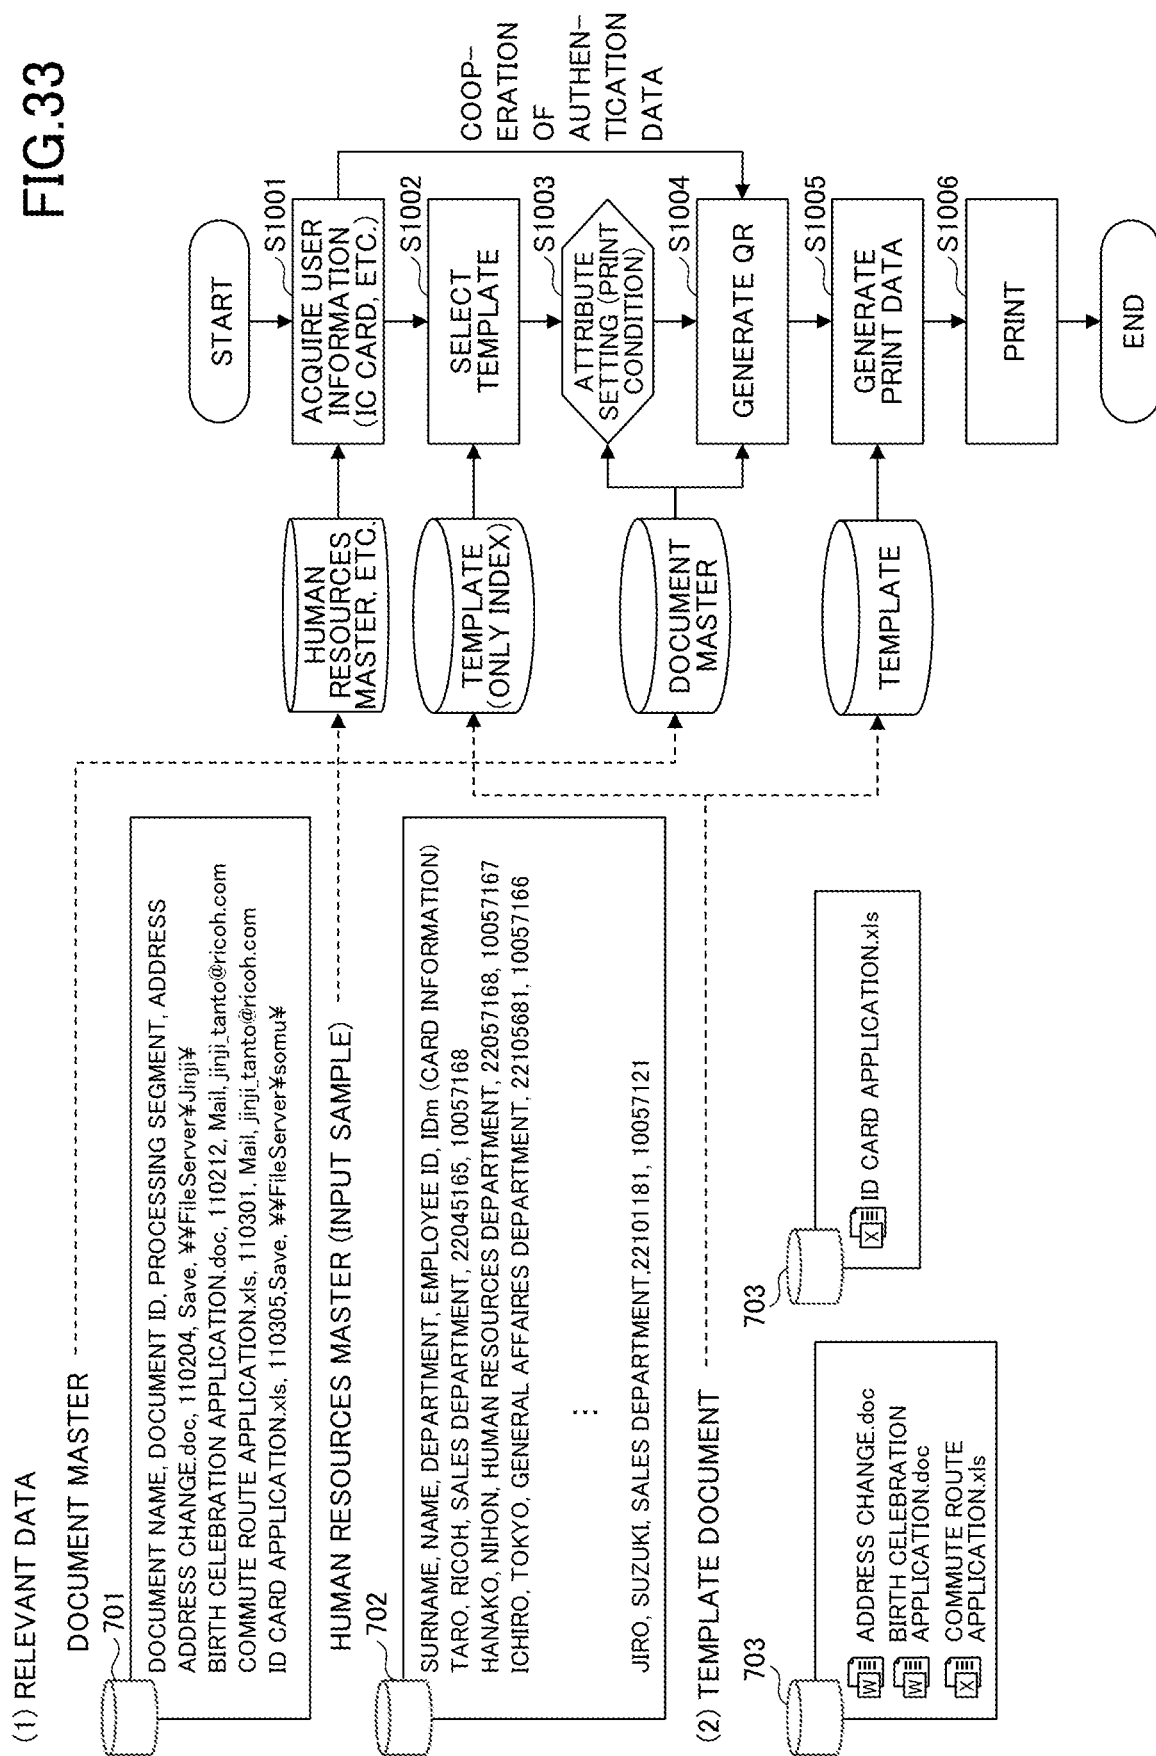 FIG.33
(1) RELEVANT DATA
DOCUMENT MASTER
701
DOCUMENT NAME, DOCUMENT ID, PROCESSING SEGMENT, ADDRESS
ADDRESS CHANGE.doc, 110204, Save, ¥¥FileServer¥Jinji¥
BIRTH CELEBRATION APPLICATION.doc, 110212, Mail, jinji_tanto@ricoh.com
COMMUTE ROUTE APPLICATION.xls, 110301, Mail, jinji_tanto@ricoh.com
ID CARD APPLICATION.xls, 110305,Save, ¥¥FileServer¥somu¥
HUMAN RESOURCES MASTER (INPUT SAMPLE)
702
SURNAME, NAME, DEPARTMENT, EMPLOYEE ID, IDm (CARD INFORMATION)
TARO, RICOH, SALES DEPARTMENT, 22045165, 10057168
HANAKO, NIHON, HUMAN RESOURCES DEPARTMENT, 22057168, 10057167
ICHIRO, TOKYO, GENERAL AFFAIRES DEPARTMENT, 22105681, 10057166
⋮
JIRO, SUZUKI, SALES DEPARTMENT,22101181, 10057121
(2) TEMPLATE DOCUMENT
703
W ADDRESS CHANGE.doc
W BIRTH CELEBRATION
APPLICATION.doc
X COMMUTE ROUTE
APPLICATION.xls
703
X ID CARD APPLICATION.xls
HUMAN
RESOURCES
MASTER, ETC.
TEMPLATE
(ONLY INDEX)
DOCUMENT
MASTER
TEMPLATE
START
S1001
ACQUIRE USER
INFORMATION
(IC CARD, ETC.)
S1002
SELECT
TEMPLATE
S1003
ATTRIBUTE
SETTING (PRINT
CONDITION)
S1004
GENERATE QR
S1005
GENERATE
PRINT DATA
S1006
PRINT
END
COOP-
ERATION
OF
AUTHEN-
TICATION
DATA